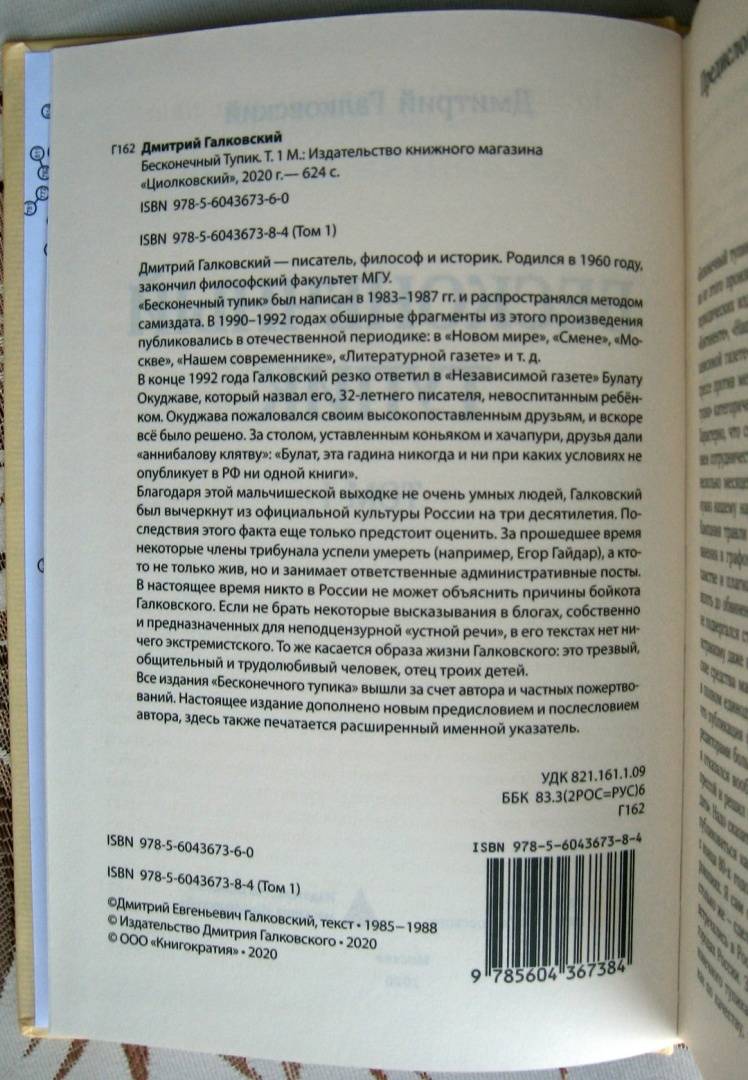 Г162 Дмитрий Галковский
Бесконечный Тупик. Т. 1 М.: Издательство книжного магазина
«Циолковский», 2020 г.— 624 с.
ISBN 978-5-6043673-6-0
ISBN 978-5-6043673-8-4 (Том 1)
Дмитрий Галковский — писатель, философ и историк. Родился в 1960 году,
закончил философский факультет МГУ.
«Бесконечный тупик» был написан в 1983–1987 гг. и распространялся методом
самиздата. В 1990–1992 годах обширные фрагменты из этого произведения
публиковались в отечественной периодике: в «Новом мире», «Смене», «Мо-
скве», «Нашем современнике», «Литературной газете» и т. д.
В конце 1992 года Галковский резко ответил в «Независимой газете» Булату
Окуджаве, который назвал его, 32-летнего писателя, невоспитанным ребён-
ком. Окуджава пожаловался своим высокопоставленным друзьям, и вскоре
всё было решено. За столом, уставленным коньяком и хачапури, друзья дали
«аннибалову клятву»: «Булат, эта гадина никогда и ни при каких условиях не
опубликует в РФ ни одной книги».
Благодаря этой мальчишеской выходке не очень умных людей, Галковский
был вычеркнут из официальной культуры России на три десятилетия. По-
следствия этого факта еще только предстоит оценить. За прошедшее время
некоторые члены трибунала успели умереть (например, Егор Гайдар), а кто-
то не только жив, но и занимает ответственные административные посты.
В настоящее время никто в России не может объяснить причины бойкота
Галковского. Если не брать некоторые высказывания в блогах, собственно
и предназначенных для неподцензурной «устной речи», в его текстах нет ни-
чего экстремистского. То же касается образа жизни Галковского: это трезвый,
общительный и трудолюбивый человек, отец троих детей.
Все издания «Бесконечного тупика» вышли за счет автора и частных пожертво-
ваний. Настоящее издание дополнено новым предисловием и послесловием
автора, здесь также печатается расширенный именной указатель.
УДК 821.161.1.09
ББК 83.3(2РОС=РУС)6
Г162
ISBN 978-5-6043673-6-0
ISBN 978-5-6043673-8-4 (Том 1)
©Дмитрий Евгеньевич Галковский, текст • 1985–1988
© Издательство Дмитрия Галковского • 2020
© ООО «Книгократия» • 2020
ISBN 978-5-6043673-8-4
9 785604 367384